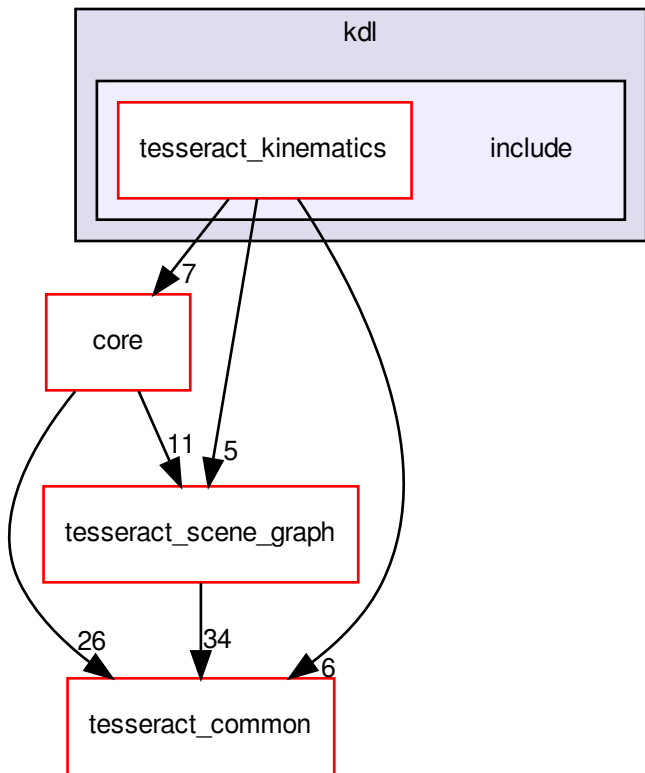 kdl
tesseract_kinematics
include
7
core
11
5
tesseract_scene_graph
26
34
6
tesseract_common